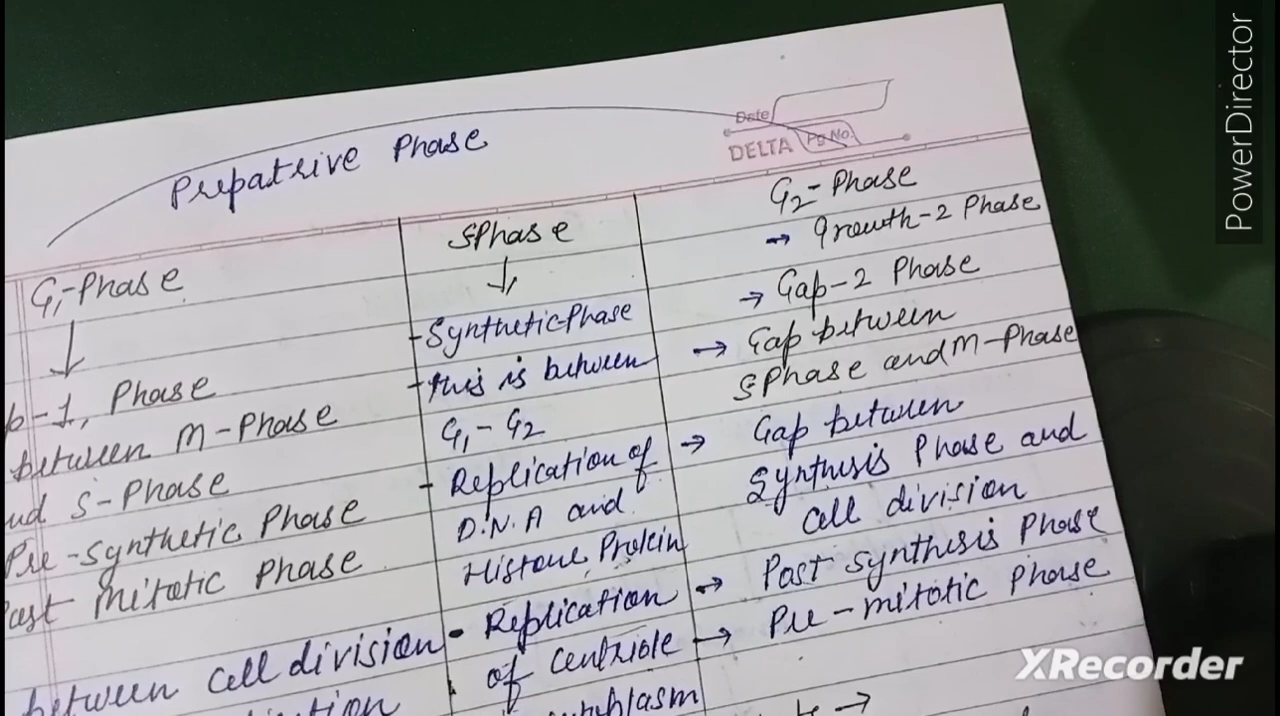 PowerDirector
Date
DELTA Pg No.
Prepatrive Phase
G1-Phase
-1, Phase
between M-Phase
S-Phase
Pre-synthetic Phase
mitotic Phase
between cell division
SPhase
-Synthetic-Phase
-this is between
G1-G2
- Replication of
D.N.A and
Histone Protein
• Replication
of centriole
G2-Phase
→ Growth-2 Phase
→ Gap-2 Phase
→ Gap between
SPhase and M-Phase
→ Gap between
Synthesis Phase and
cell division
→ Post synthesis Phase
→ Pre-mitotic Phase
XRecorder